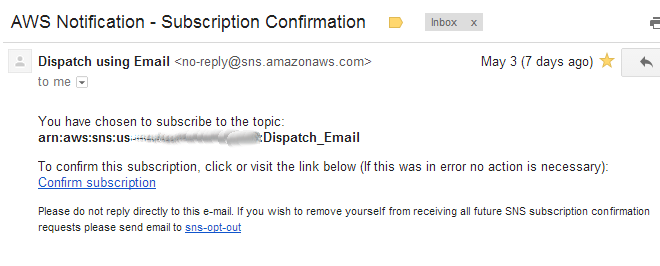 AWS Notification - Subscription Confirmation
Inbox x
Dispatch using Email <no-reply@sns.amazonaws.com>
May 3 (7 days ago)
to me
You have chosen to subscribe to the topic:
arn:aws:sns:us :Dispatch_Email
To confirm this subscription, click or visit the link below (If this was in error no action is necessary):
Confirm subscription
Please do not reply directly to this e-mail. If you wish to remove yourself from receiving all future SNS subscription confirmation
requests please send email to sns-opt-out